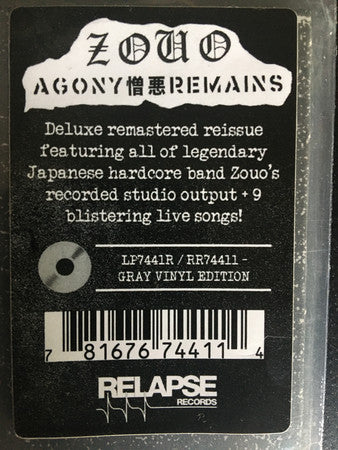 ZOUO
AGONY憎悪REMAINS
Deluxe remastered reissue
featuring all of legendary
Japanese hardcore band Zouo's
recorded studio output + 9
blistering live songs!
LP7441R / RR74411 -
GRAY VINYL EDITION
7 81676 74411 4
RELAPSE
RECORDS